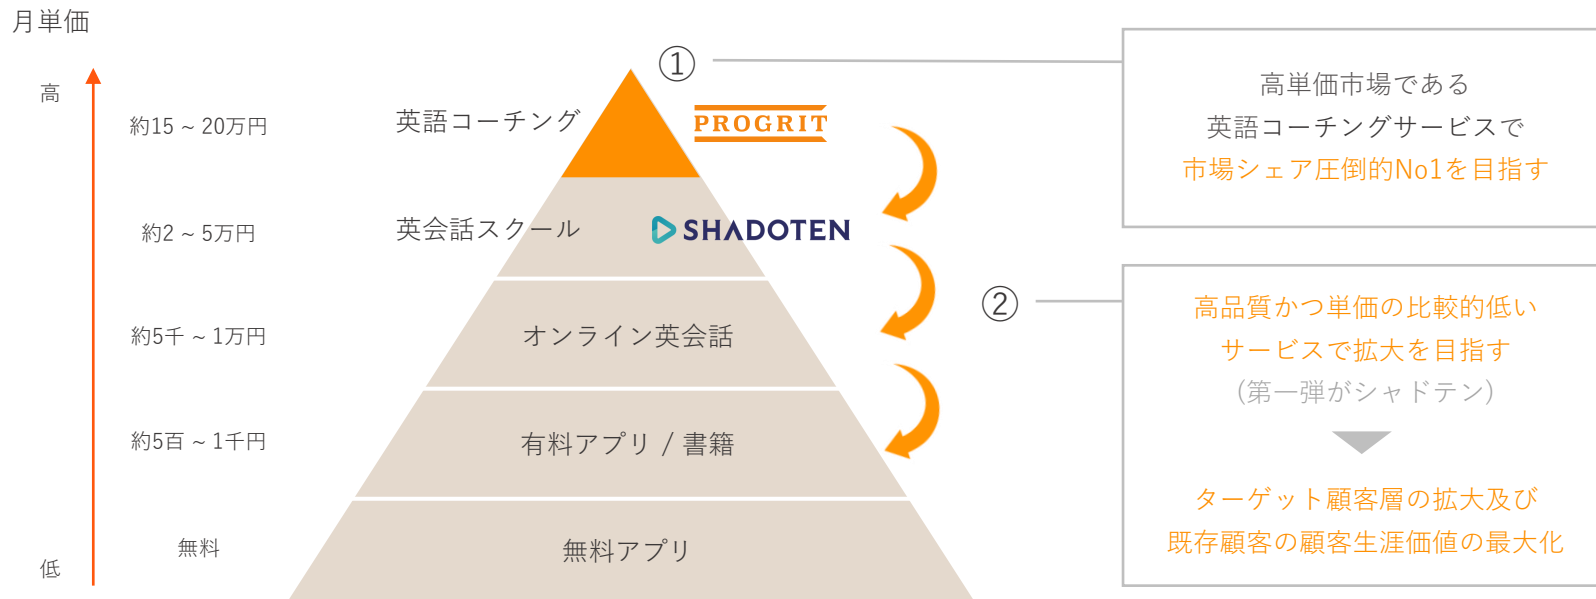 月単価
高
約15 ~ 20万円
英語コーチング
①
PROGRIT
約2 ~ 5万円
英会話スクール
SHADOTEN
約5千 ~ 1万円
オンライン英会話
約5百 ~ 1千円
有料アプリ / 書籍
無料
無料アプリ
低
高単価市場である
英語コーチングサービスで
市場シェア圧倒的No1を目指す
②
高品質かつ単価の比較的低い
サービスで拡大を目指す
(第一弾がシャドテン)
ターゲット顧客層の拡大及び
既存顧客の顧客生涯価値の最大化